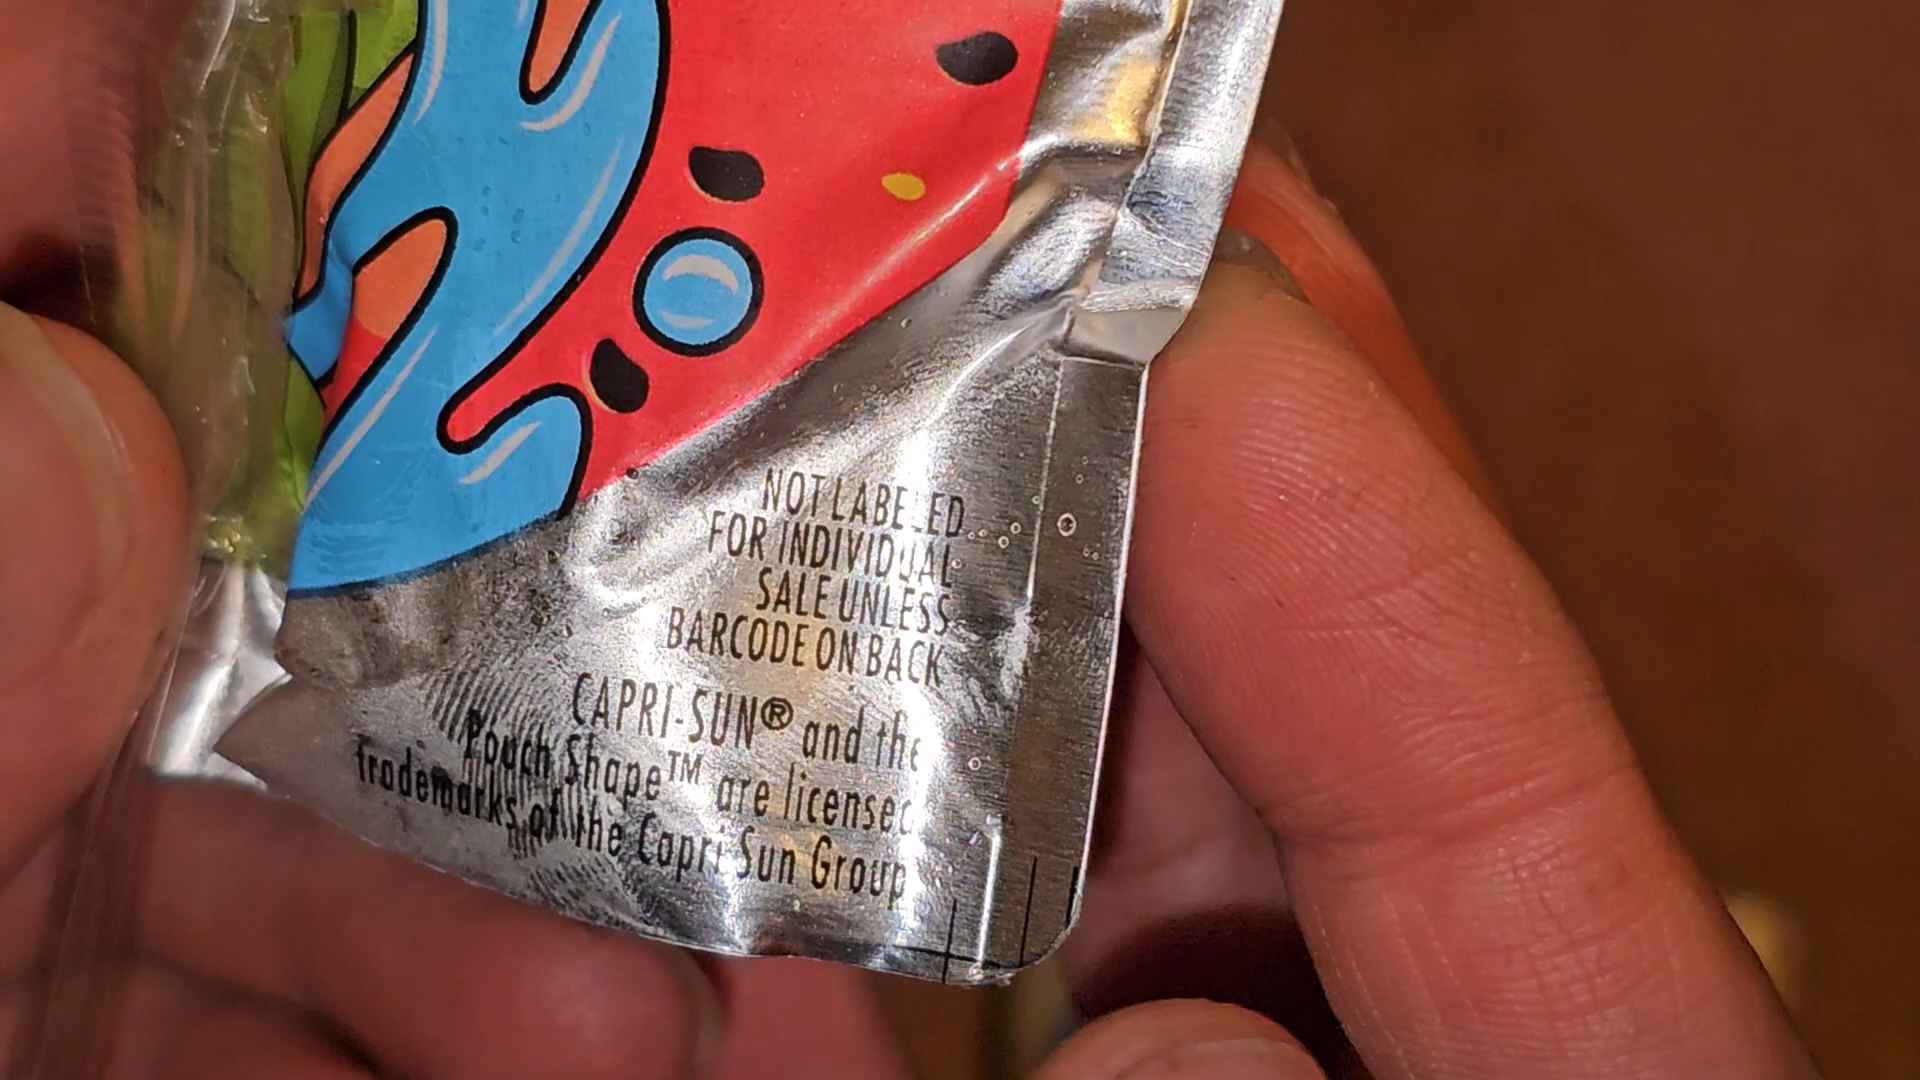 NOT LABELED
FOR INDIVIDUAL
SALE UNLESS
BARCODE ON BACK
CAPRI-SUN® and the
Pouch Shape™ are licensed
Trademarks of the Capri Sun Group